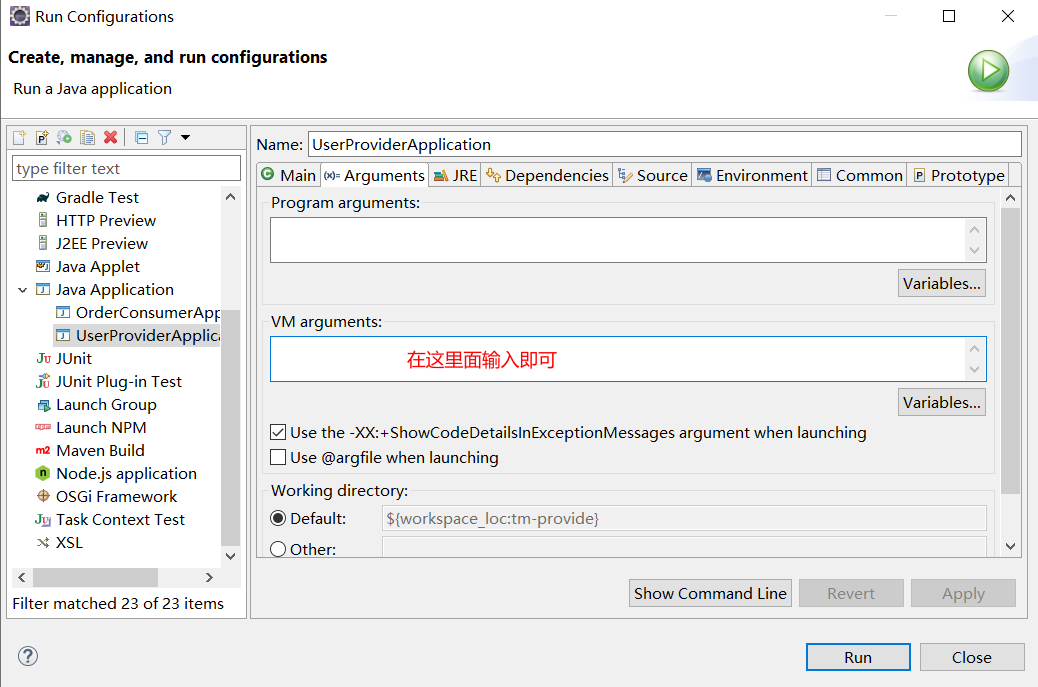 Run Configurations
Create, manage, and run configurations
Run a Java application
type filter text
Gradle Test
HTTP Preview
J2EE Preview
Java Applet
Java Application
OrderConsumerApp
UserProviderApplica
JUnit
JUnit Plug-in Test
Launch Group
Launch NPM
Maven Build
Node.js application
OSGi Framework
Task Context Test
XSL
Filter matched 23 of 23 items
Name: UserProviderApplication
Main (x)= Arguments JRE Dependencies Source Environment Common Prototype
Program arguments:
Variables...
VM arguments:
在这里面输入即可
Variables...
Use the -XX:+ShowCodeDetailsInExceptionMessages argument when launching
Use @argfile when launching
Working directory:
Default: ${workspace_loc:tm-provide}
Other:
Show Command Line Revert Apply
Run Close